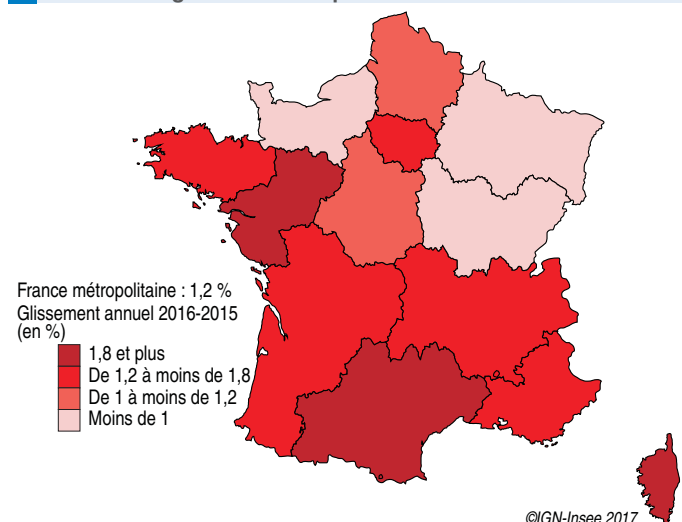 France métropolitaine : 1,2 %
Glissement annuel 2016-2015
(en %)
1,8 et plus
De 1,2 à moins de 1,8
De 1 à moins de 1,2
Moins de 1
©IGN-Insee 2017